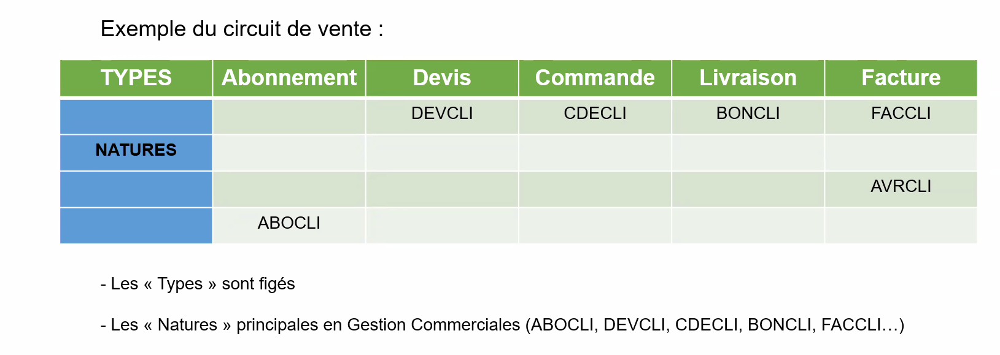 Exemple du circuit de vente :
TYPES Abonnement Devis Commande Livraison Facture
DEVCLI CDECLI BONCLI FACCLI
NATURES
AVRCLI
ABOCLI
- Les « Types » sont figés
- Les « Natures » principales en Gestion Commerciales (ABOCLI, DEVCLI, CDECLI, BONCLI, FACCLI…)